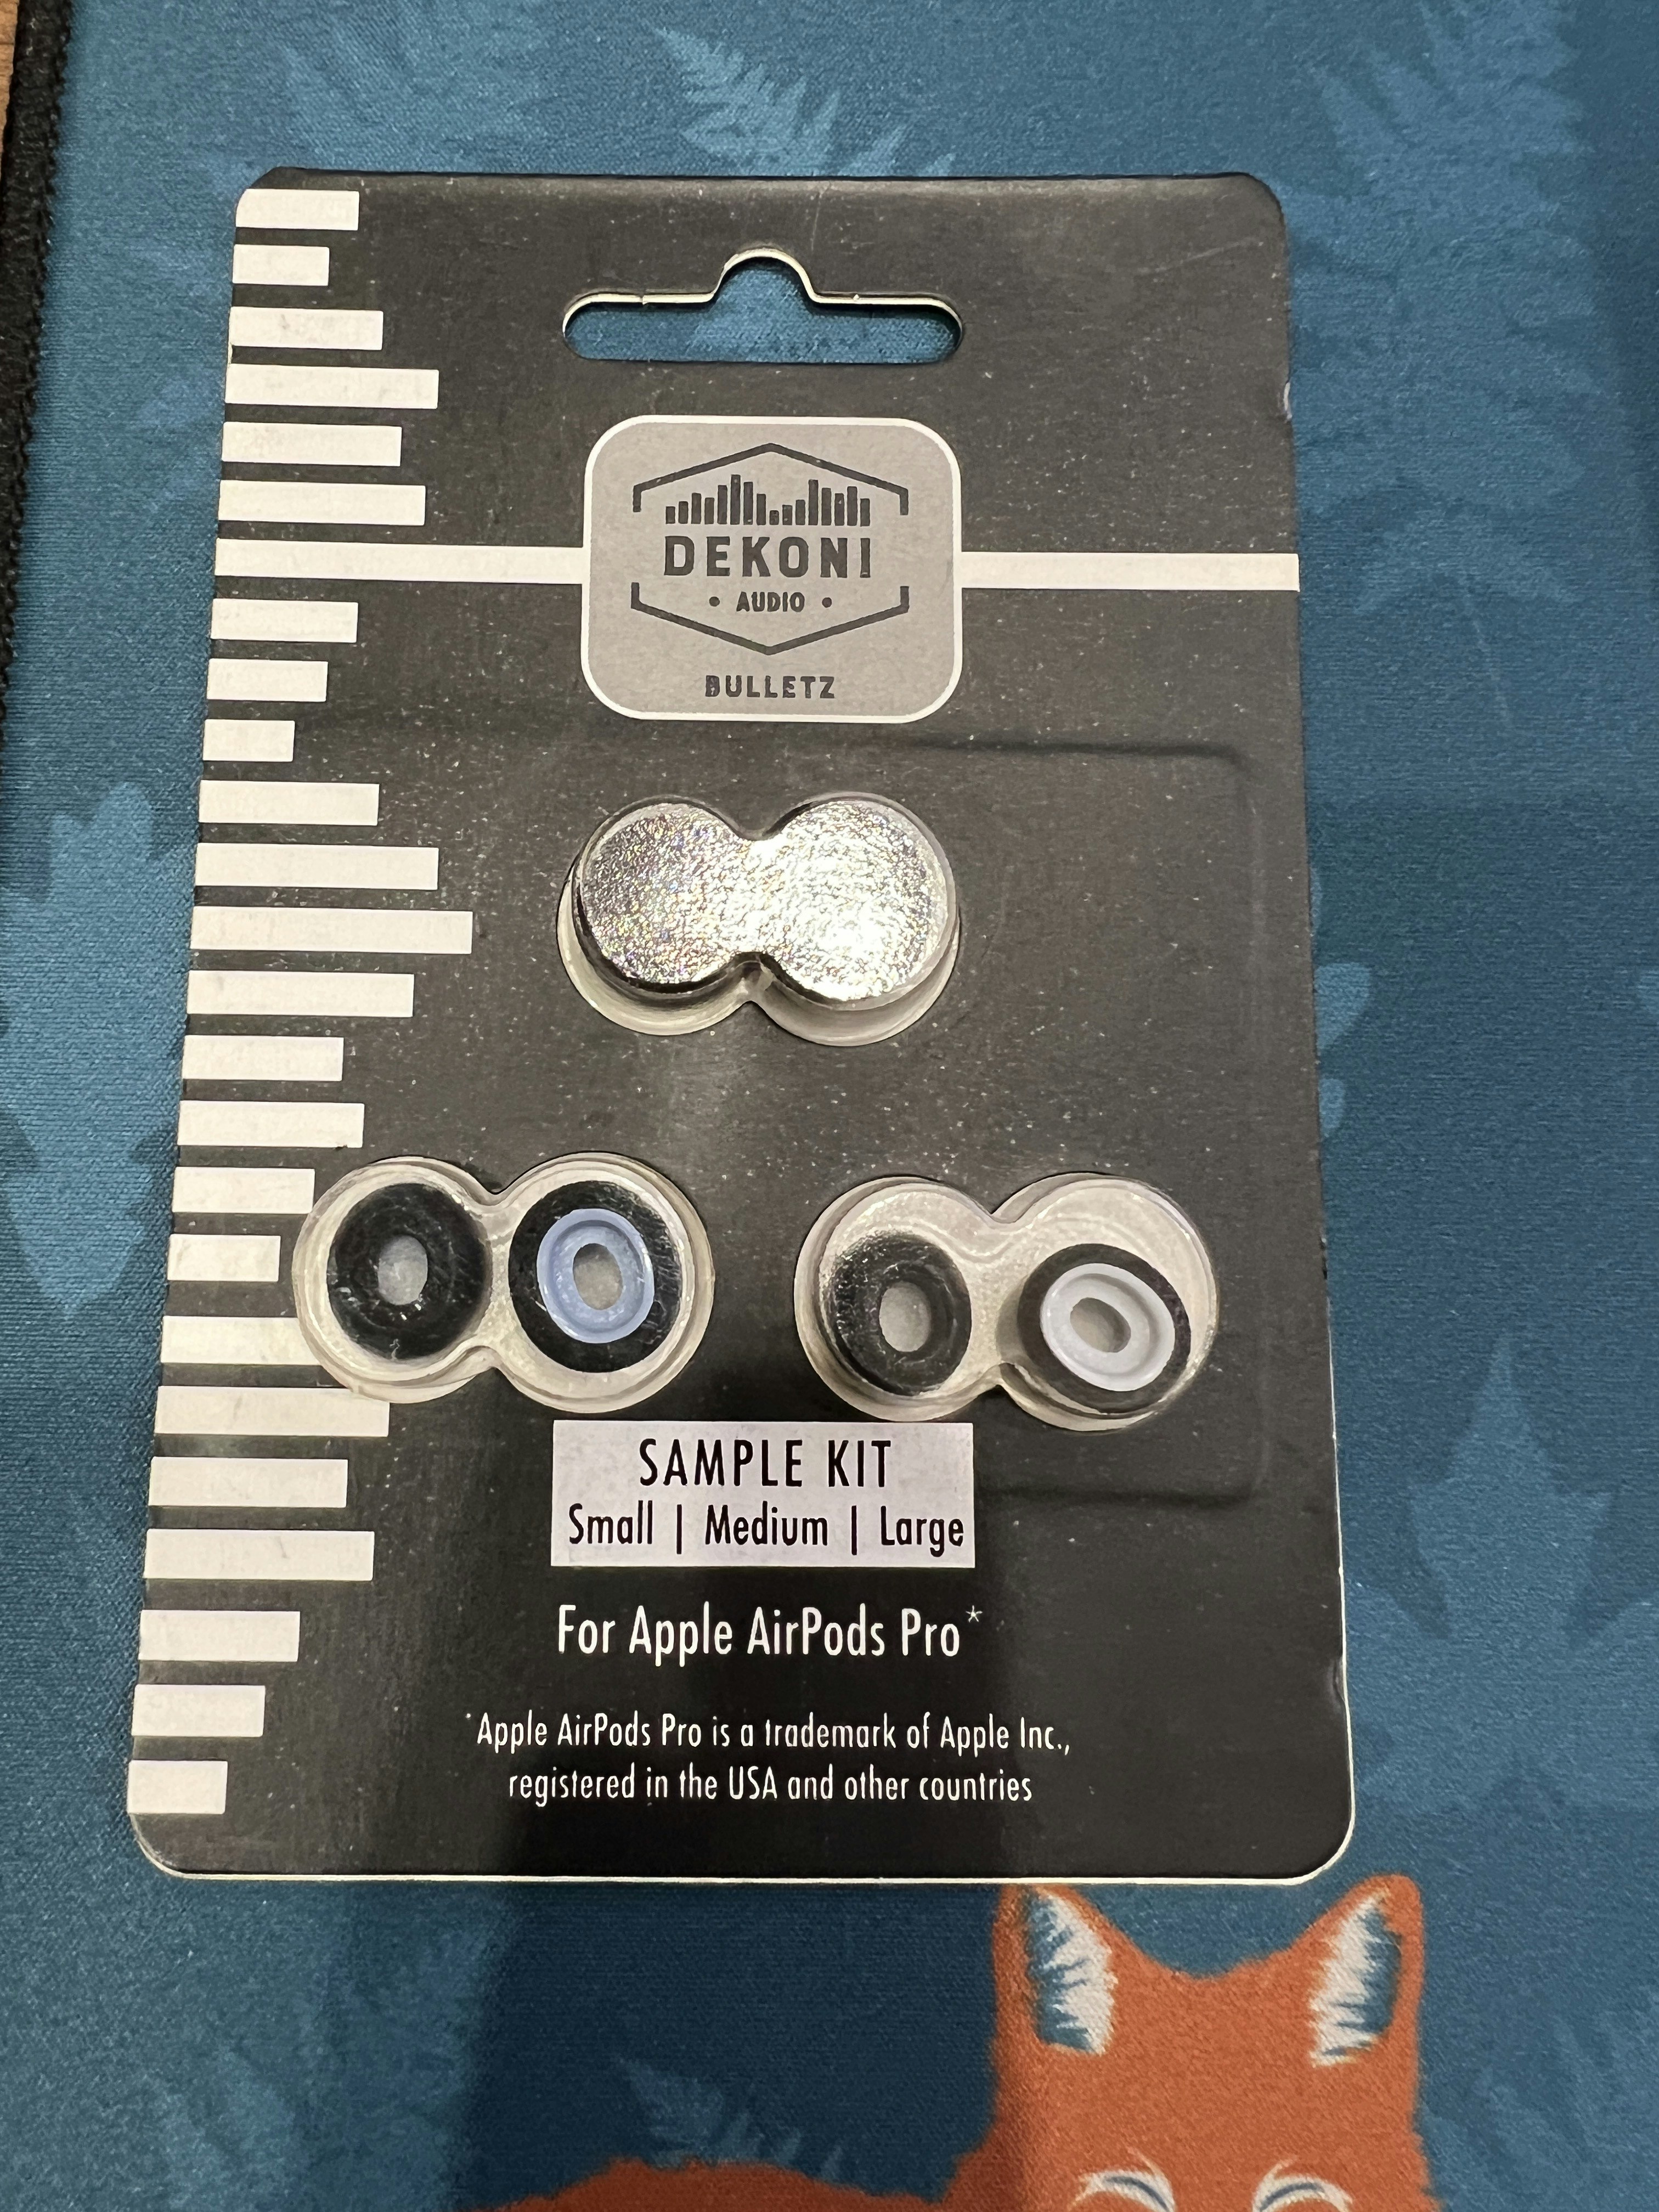 DEKONI
• AUDIO •
BULLETZ
SAMPLE KIT
Small | Medium | Large
For Apple AirPods Pro*
*Apple AirPods Pro is a trademark of Apple Inc.,
registered in the USA and other countries